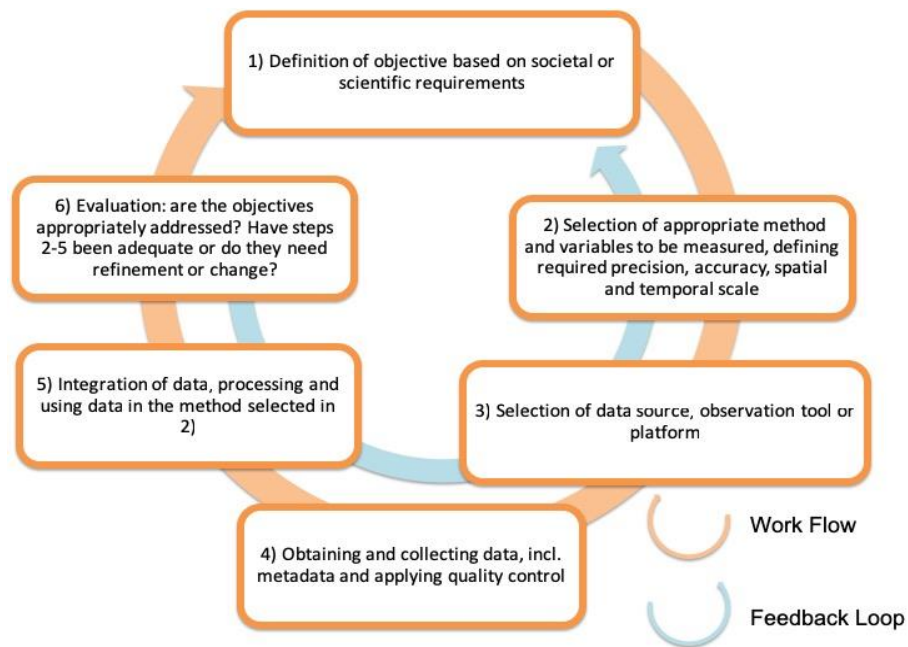 1) Definition of objective based on societal or
scientific requirements
6) Evaluation: are the objectives
appropriately addressed? Have steps
2-5 been adequate or do they need
refinement or change?
2) Selection of appropriate method
and variables to be measured, defining
required precision, accuracy, spatial
and temporal scale
5) Integration of data, processing and
using data in the method selected in
2)
3) Selection of data source, observation tool or
platform
4) Obtaining and collecting data, incl.
metadata and applying quality control
Work Flow
Feedback Loop